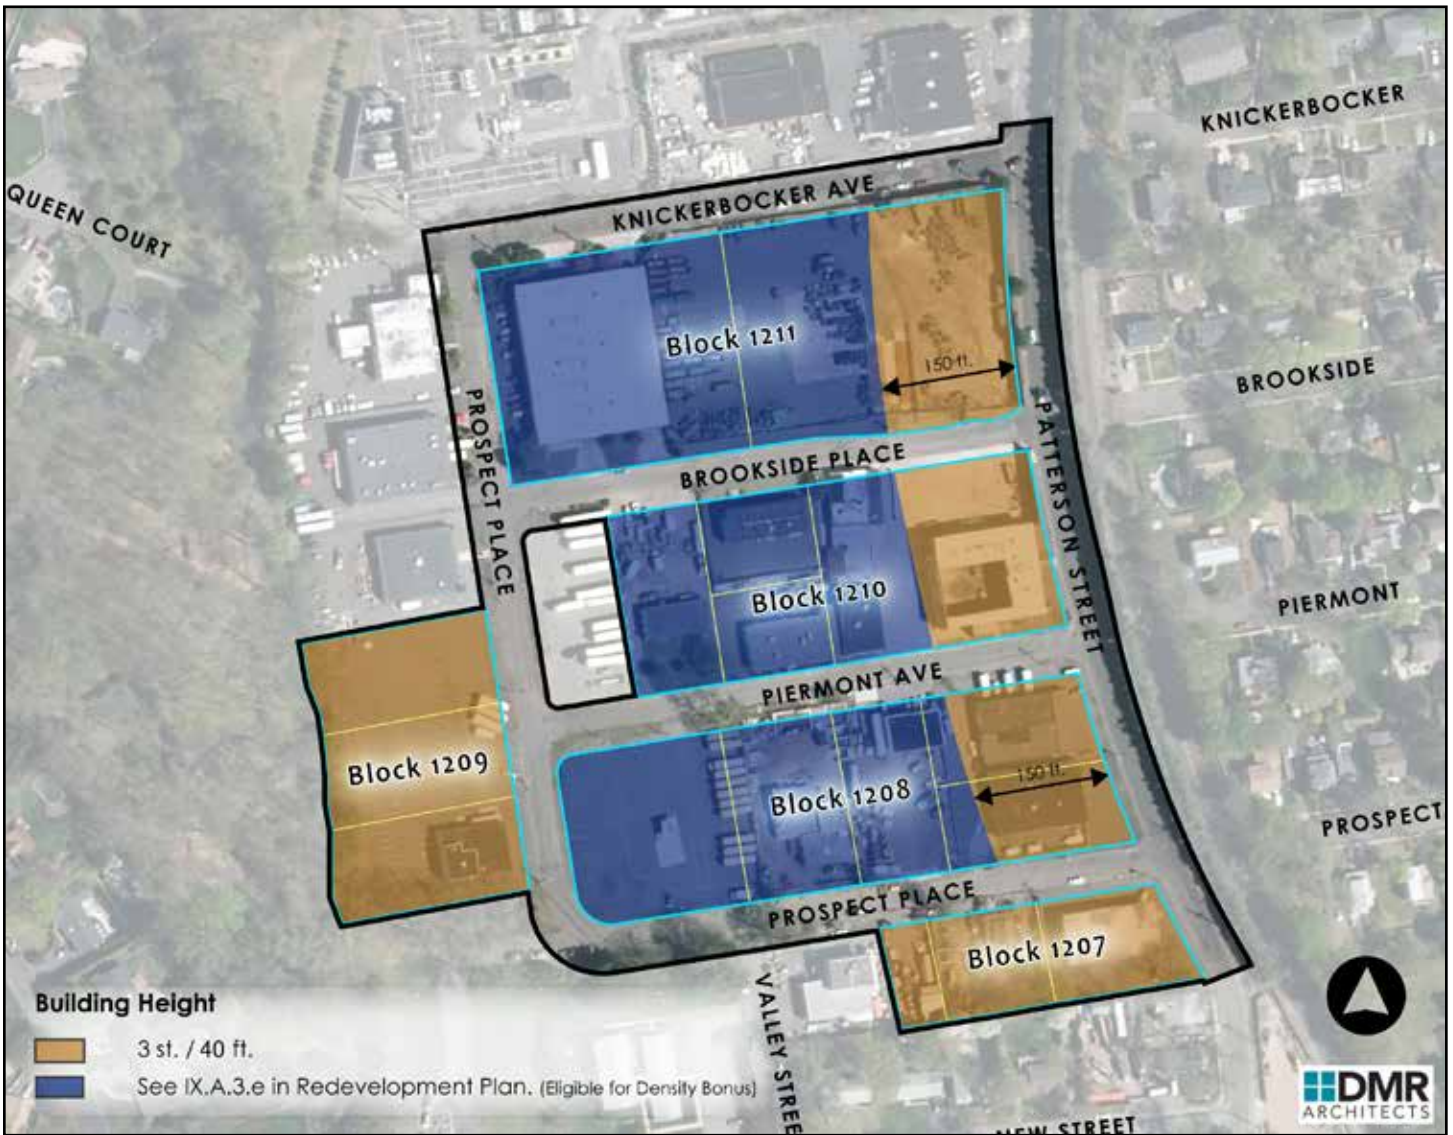 KNICKERBOCKER
QUEEN COURT
KNICKERBOCKER AVE
Block 1211
150 ft.
BROOKSIDE
PROSPECT PLACE
BROOKSIDE PLACE
PATTERSON STREET
Block 1210
PIERMONT
PIERMONT AVE
Block 1209
150 ft.
Block 1208
PROSPECT
PROSPECT PLACE
Block 1207
VALLEY STREE
Building Height
3 st. / 40 ft.
See IX.A.3.e in Redevelopment Plan. (Eligible for Density Bonus)
DMR
ARCHITECTS
NEW STREET